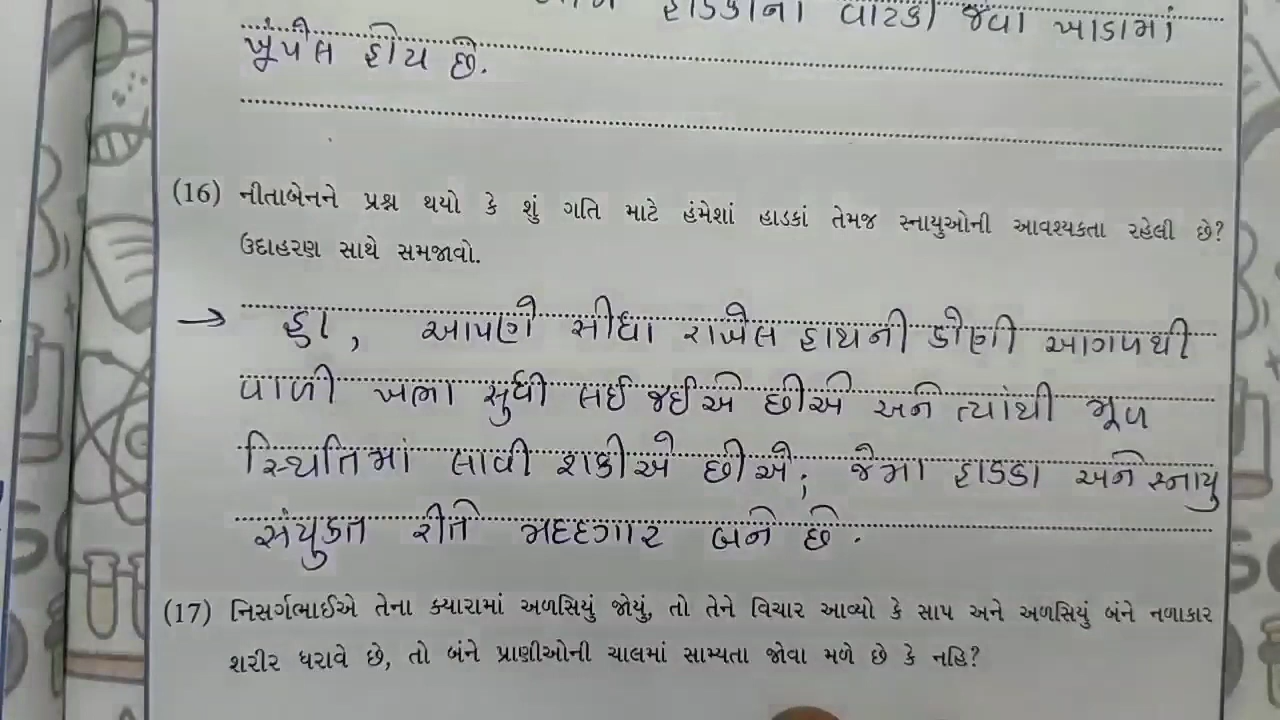 હાડકાના વાટકા જેવા ખાડામાં
ખૂંપેલ હોય છે.
(16) નીતાબેનને પ્રશ્ન થયો કે શું ગતિ માટે હંમેશાં હાડકાં તેમજ સ્નાયુઓની આવશ્યકતા રહેલી છે?
ઉદાહરણ સાથે સમજાવો.
→ હા, આપણે સીધા રાખેલ હાથની કોણી આગળથી
વાળી ખભા સુધી લઈ જઈએ છીએ અને ત્યાંથી મૂળ
સ્થિતિમાં લાવી શકીએ છીએ; જેમા હાડકા અને સ્નાયુ
સંયુક્ત રીતે મદદગાર બને છે.
(17) નિસર્ગભાઈએ તેના ક્યારામાં અળસિયું જોયું, તો તેને વિચાર આવ્યો કે સાપ અને અળસિયું બંને નળાકાર
શરીર ધરાવે છે, તો બંને પ્રાણીઓની ચાલમાં સામ્યતા જોવા મળે છે કે નહિ?